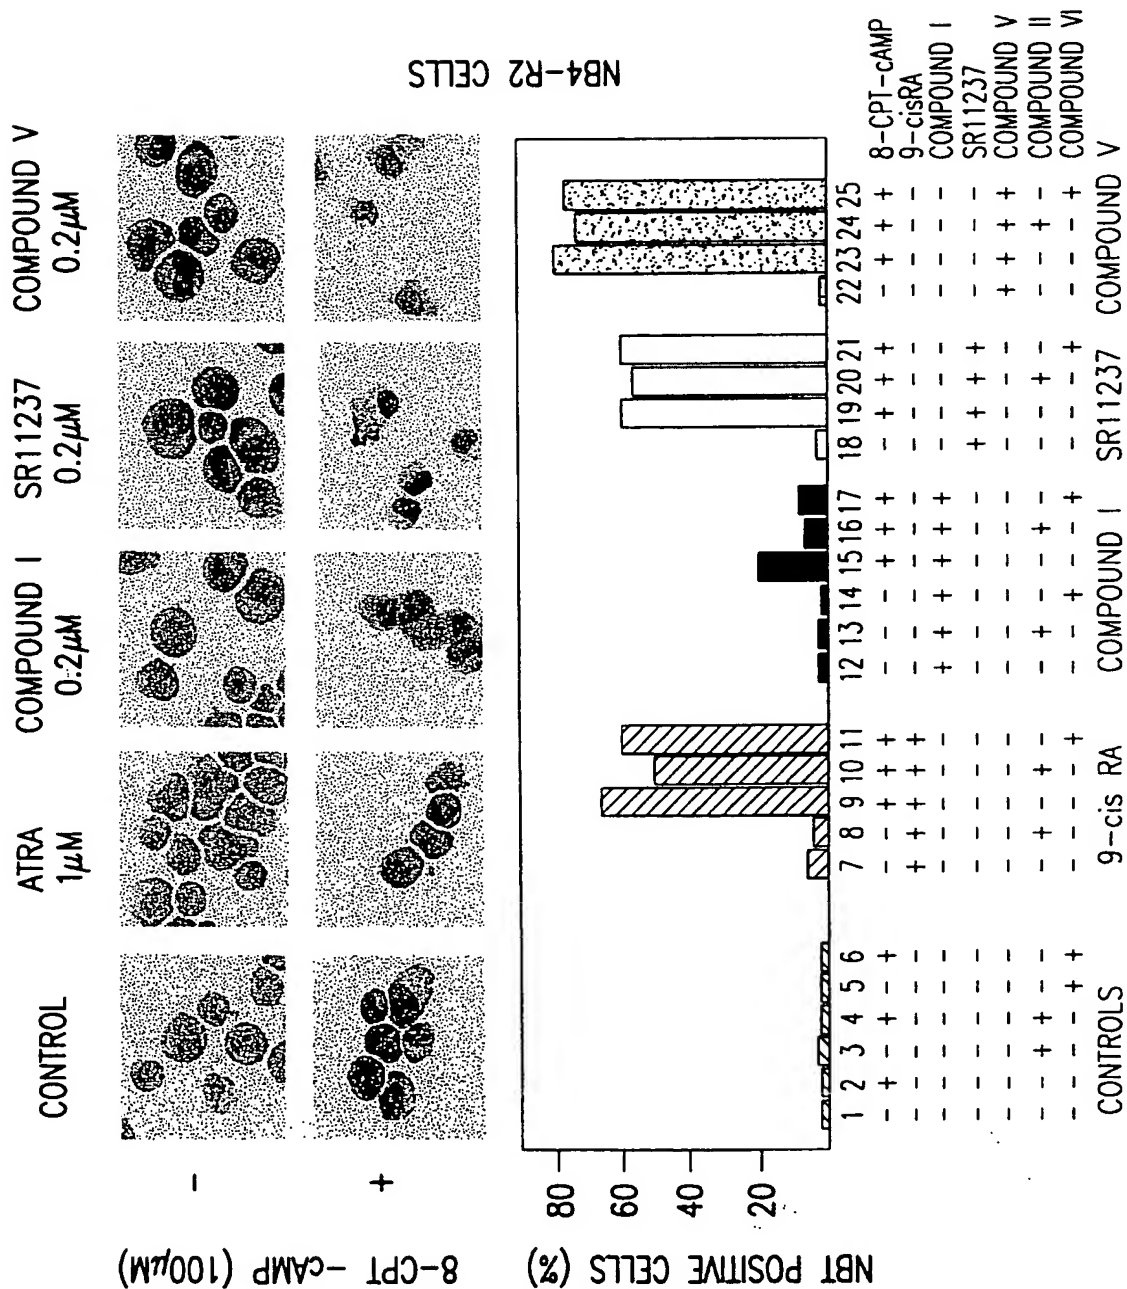 CONTROL ATRA COMPOUND I SR11237 COMPOUND V
1µM 0.2µM 0.2µM 0.2µM
8-CPT-cAMP (100µM)
-
+
NB4-R2 CELLS
NBT POSITIVE CELLS (%)
80
60
40
20
1 2 3 4 5 6 7 8 9 10 11 12 13 14 15 16 17 18 19 20 21 22 23 24 25
- + - + - + - - + + + - - - + + + - + + + - + + + 8-CPT-cAMP
- - - - - - + + + + + - - - - - - - - - - - - - - 9-cisRA
- - - - - - - - - - - + + + + + + - - - - - - - - COMPOUND I
- - - - - - - - - - - - - - - - - + + + + - - - - SR11237
- - - - - - - - - - - - - - - - - - - - - + + + + COMPOUND V
- - + + - - - + - + - - + - - + - - - + - - - + - COMPOUND II
- - - - + + - - - - + - - + - - + - - - + - - - + COMPOUND VI
CONTROLS 9-cis RA COMPOUND I SR11237 COMPOUND V